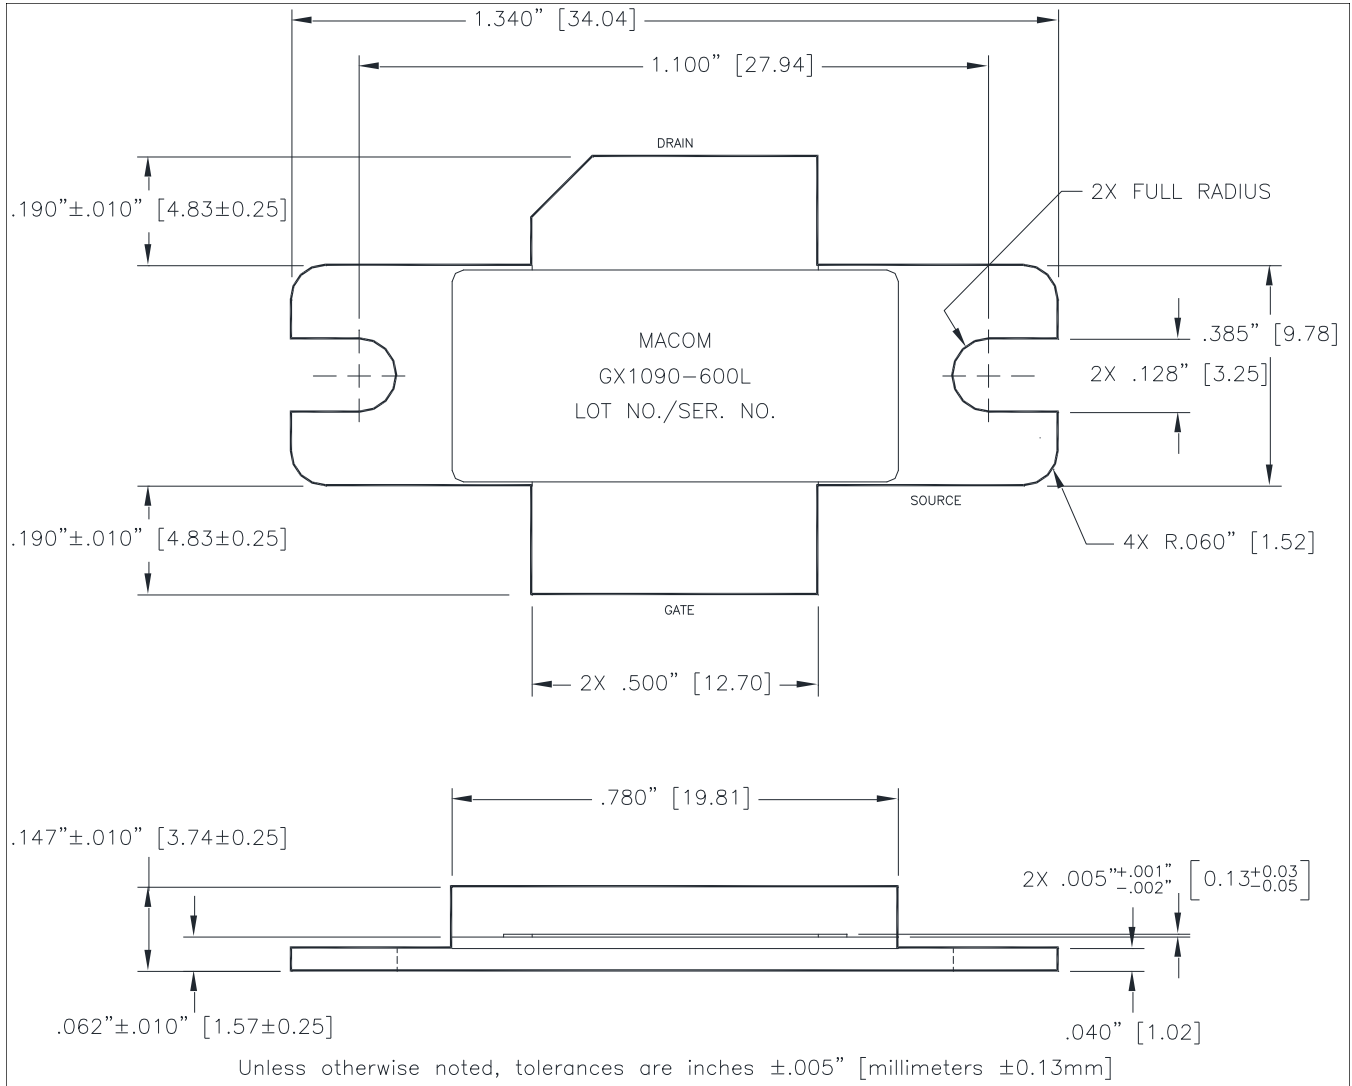 1.340” [34.04]
1.100” [27.94]
DRAIN
.190”±.010” [4.83±0.25]
2X FULL RADIUS
.385” [9.78]
MACOM
2X .128” [3.25]
GX1090-600L
LOT NO./SER. NO.
SOURCE
.190”±.010” [4.83±0.25]
4X R.060” [1.52]
GATE
2X .500” [12.70]
.780” [19.81]
.147”±.010” [3.74±0.25]
2X .005”+.001” -.002” [0.13+0.03 -0.05]
.062”±.010” [1.57±0.25]
.040” [1.02]
Unless otherwise noted, tolerances are inches ±.005” [millimeters ±0.13mm]